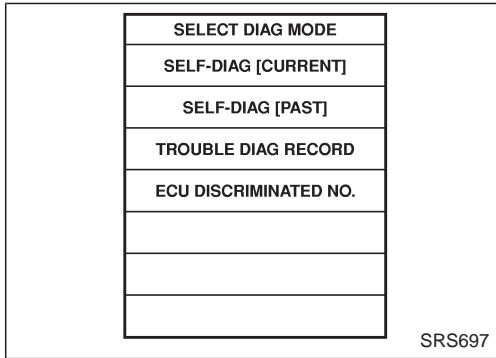 SELECT DIAG MODE
SELF-DIAG [CURRENT]
SELF-DIAG [PAST]
TROUBLE DIAG RECORD
ECU DISCRIMINATED NO.
SRS697